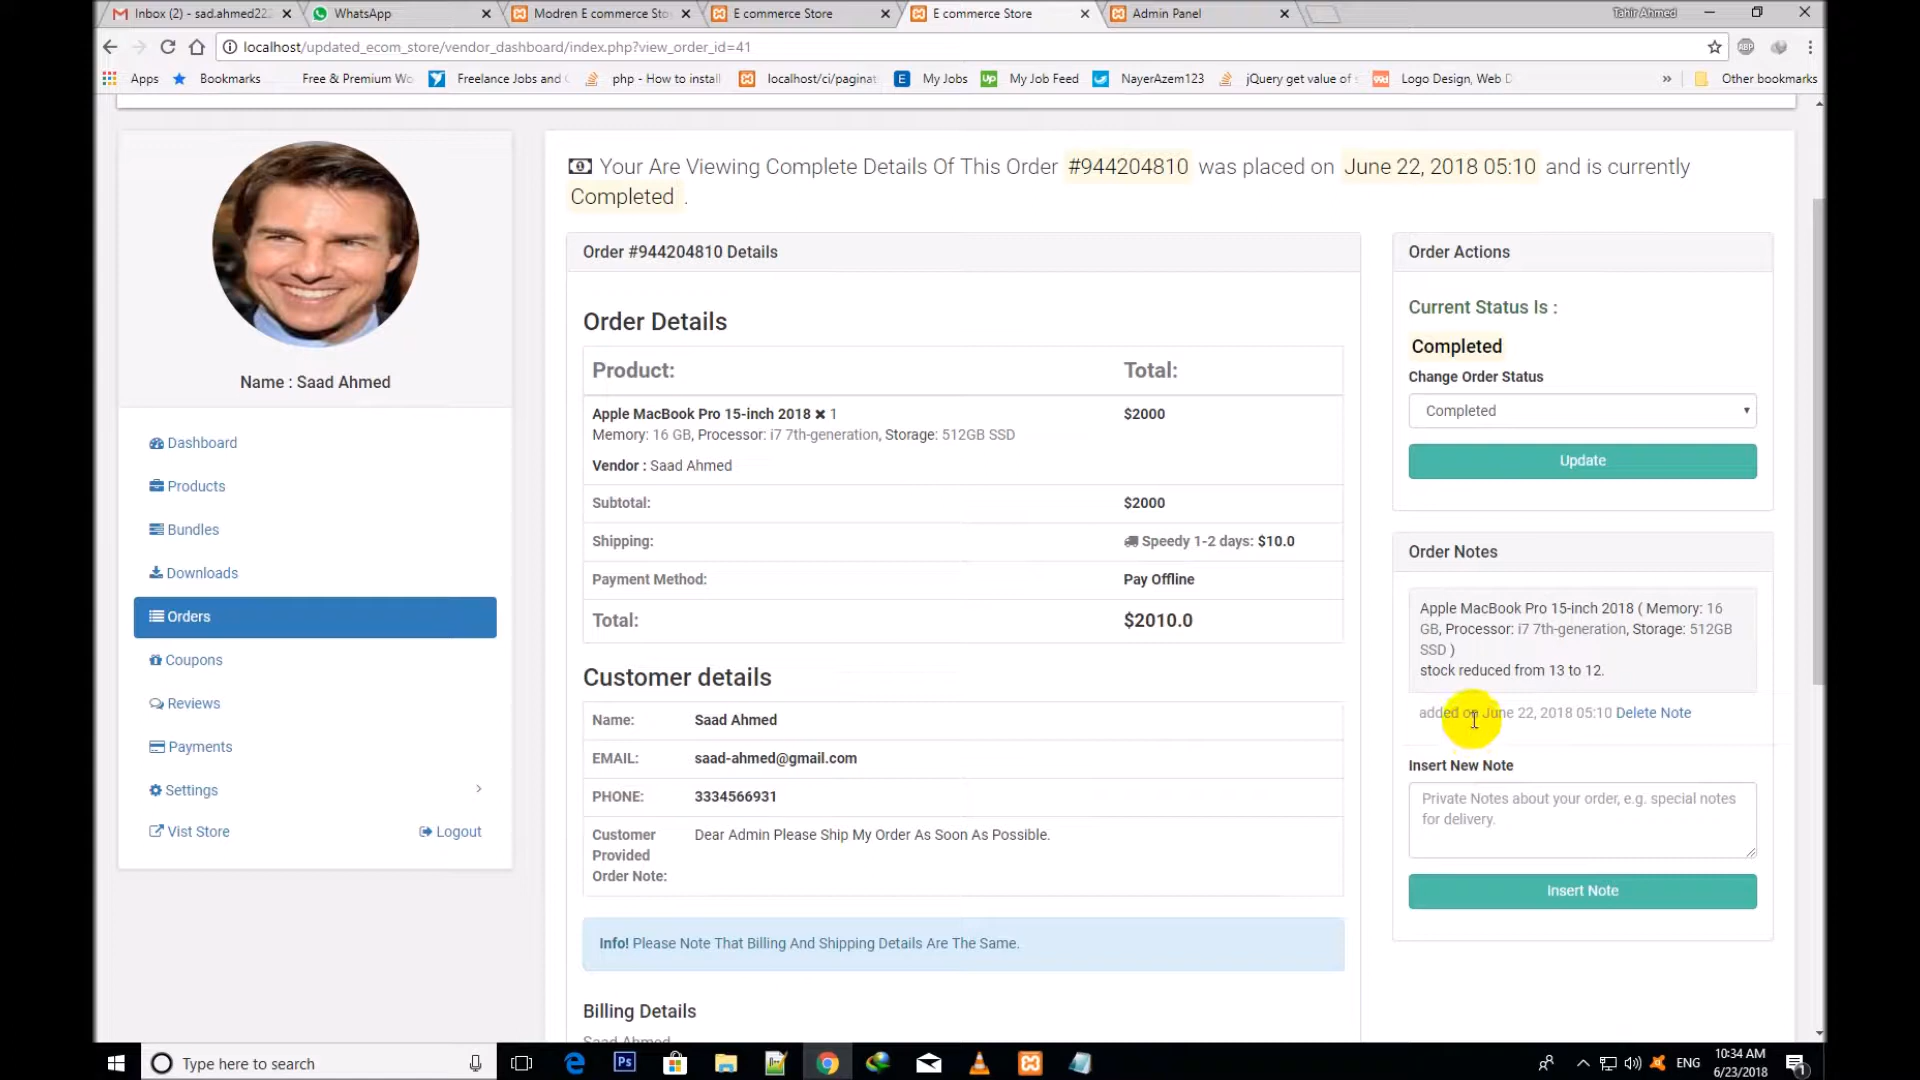 Inbox (2) - sad.ahmed22
WhatsApp
Modren E commerce Sto
E commerce Store
E commerce Store
Admin Panel
Tahir Ahmed
localhost/updated_ecom_store/vendor_dashboard/index.php?view_order_id=41
ABP
Apps
Bookmarks
Free & Premium Wo
Freelance Jobs and
php - How to install
localhost/ci/paginat
My Jobs
My Job Feed
NayerAzem123
jQuery get value of
Logo Design, Web D
»
Other bookmarks
Name : Saad Ahmed
Dashboard
Products
Bundles
Downloads
Orders
Coupons
Reviews
Payments
Settings
Vist Store
Logout
Your Are Viewing Complete Details Of This Order #944204810 was placed on June 22, 2018 05:10 and is currently
Completed .
Order #944204810 Details
Order Details
Product: Total:
Apple MacBook Pro 15-inch 2018 ✖ 1 $2000
Memory: 16 GB, Processor: i7 7th-generation, Storage: 512GB SSD
Vendor : Saad Ahmed
Subtotal: $2000
Shipping: Speedy 1-2 days: $10.0
Payment Method: Pay Offline
Total: $2010.0
Customer details
Name: Saad Ahmed
EMAIL: saad-ahmed@gmail.com
PHONE: 3334566931
Customer Dear Admin Please Ship My Order As Soon As Possible.
Provided
Order Note:
Info! Please Note That Billing And Shipping Details Are The Same.
Billing Details
Saad Ahmed
Order Actions
Current Status Is :
Completed
Change Order Status
Completed
Update
Order Notes
Apple MacBook Pro 15-inch 2018 ( Memory: 16
GB, Processor: i7 7th-generation, Storage: 512GB
SSD )
stock reduced from 13 to 12.
added on June 22, 2018 05:10 Delete Note
Insert New Note
Private Notes about your order, e.g. special notes
for delivery.
Insert Note
Type here to search
Ps
ENG
10:34 AM
6/23/2018
1